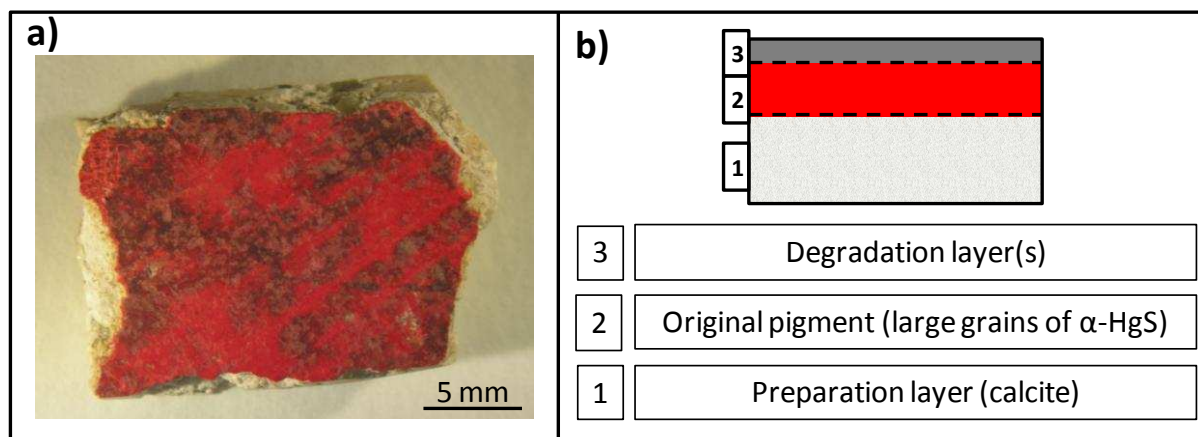 a)
5 mm
b)
3
2
1
3 Degradation layer(s)
2 Original pigment (large grains of α-HgS)
1 Preparation layer (calcite)